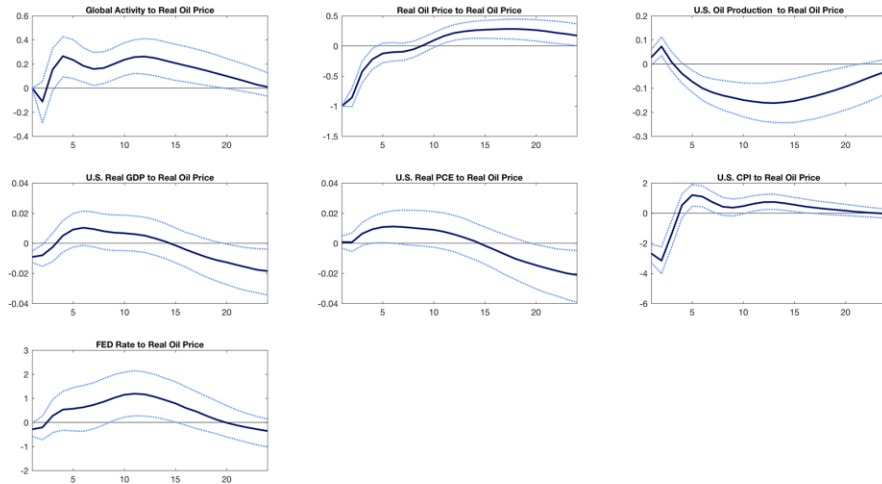 Global Activity to Real Oil Price
0.6
0.4
0.2
0
-0.2
-0.4
5 10 15 20
Real Oil Price to Real Oil Price
0.5
0
-0.5
-1
-1.5
5 10 15 20
U.S. Oil Production to Real Oil Price
0.2
0.1
0
-0.1
-0.2
-0.3
5 10 15 20
U.S. Real GDP to Real Oil Price
0.04
0.02
0
-0.02
-0.04
5 10 15 20
U.S. Real PCE to Real Oil Price
0.04
0.02
0
-0.02
-0.04
5 10 15 20
U.S. CPI to Real Oil Price
2
0
-2
-4
-6
5 10 15 20
FED Rate to Real Oil Price
3
2
1
0
-1
-2
5 10 15 20